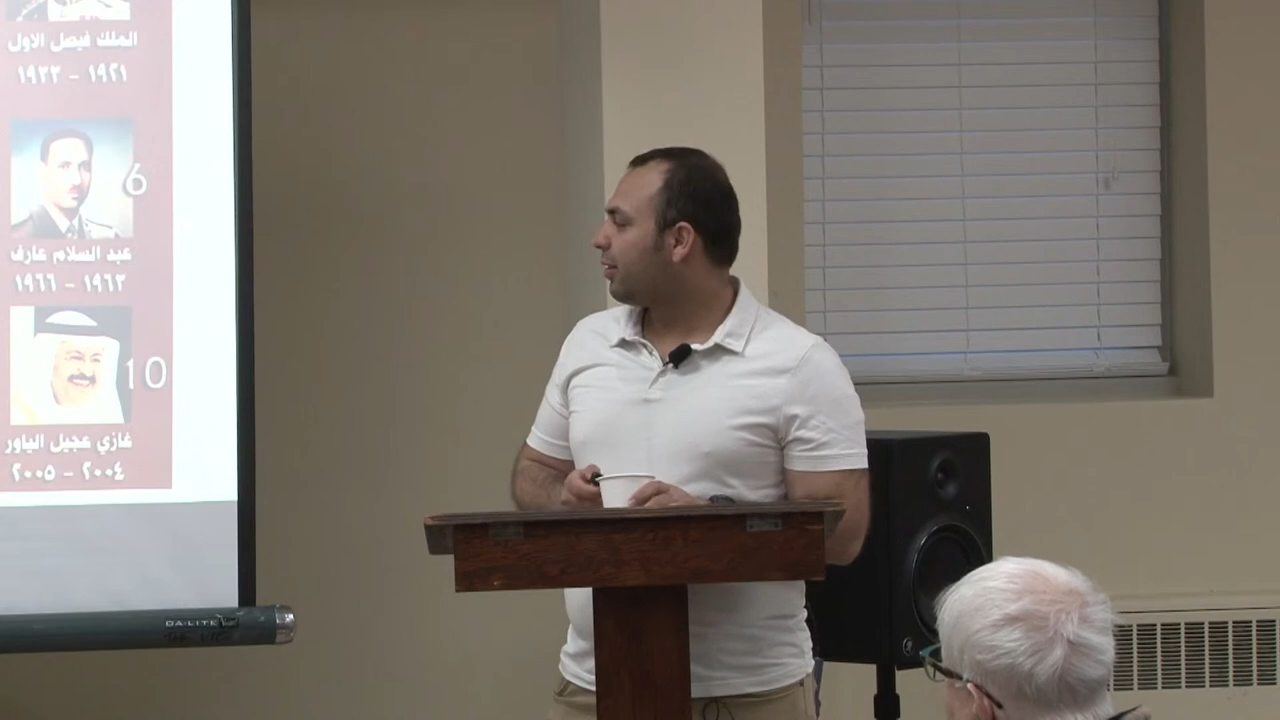 الملك فيصل الاول
١٩٢١ - ١٩٣٣
6
عبد السلام عارف
١٩٦٣ - ١٩٦٦
10
غازي عجيل الياور
٢٠٠٤ - ٢٠٠٥
DA-LITE